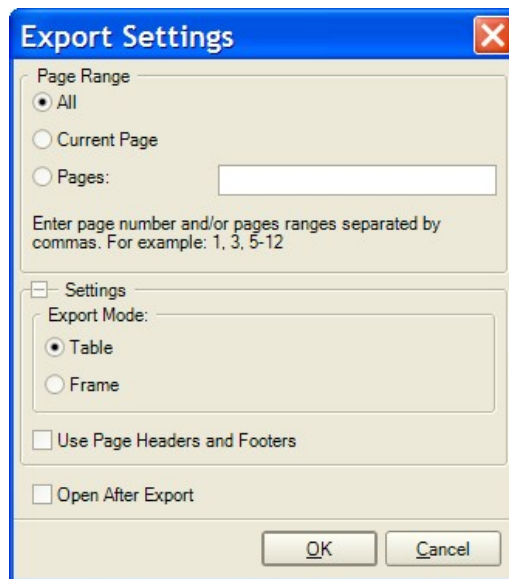 Export Settings
Page Range
All
Current Page
Pages:
Enter page number and/or pages ranges separated by
commas. For example: 1, 3, 5-12
Settings
Export Mode:
Table
Frame
Use Page Headers and Footers
Open After Export
OK Cancel